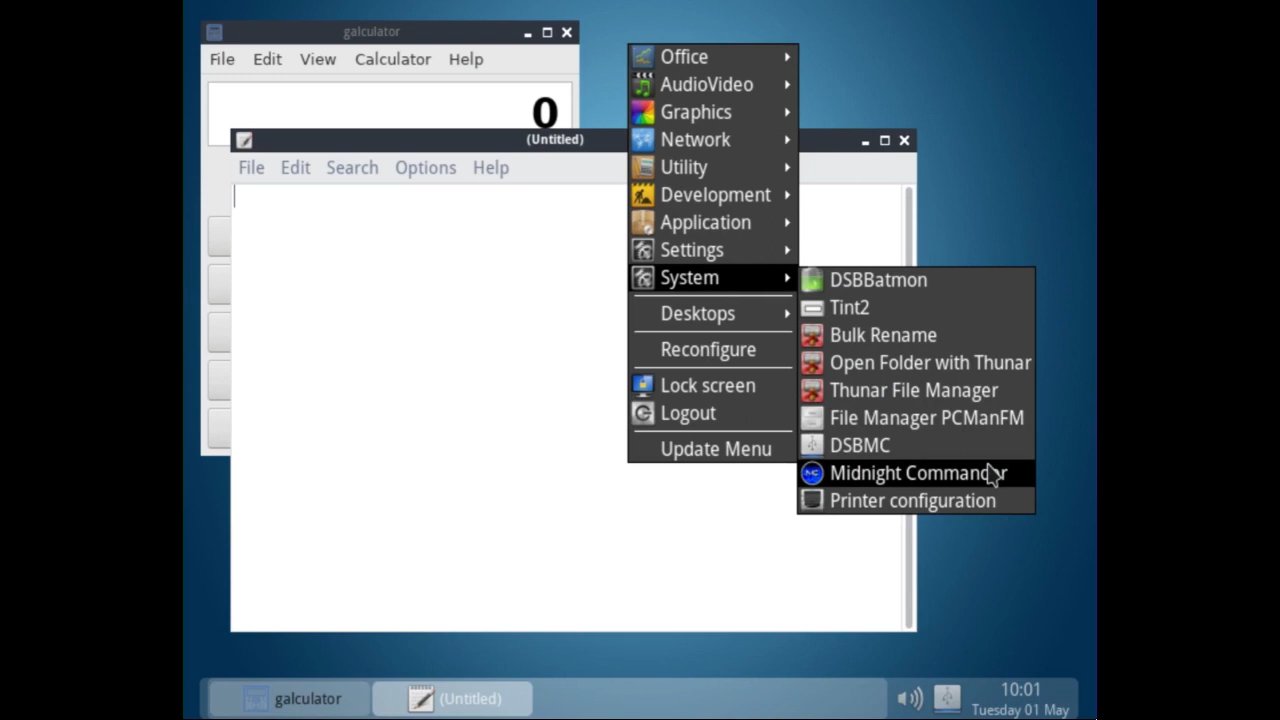 galculator
File Edit View Calculator Help
0
(Untitled)
File Edit Search Options Help
Office
AudioVideo
Graphics
Network
Utility
Development
Application
Settings
System
Desktops
Reconfigure
Lock screen
Logout
Update Menu
DSBBatmon
Tint2
Bulk Rename
Open Folder with Thunar
Thunar File Manager
File Manager PCManFM
DSBMC
Midnight Commander
Printer configuration
galculator
(Untitled)
10:01
Tuesday 01 May